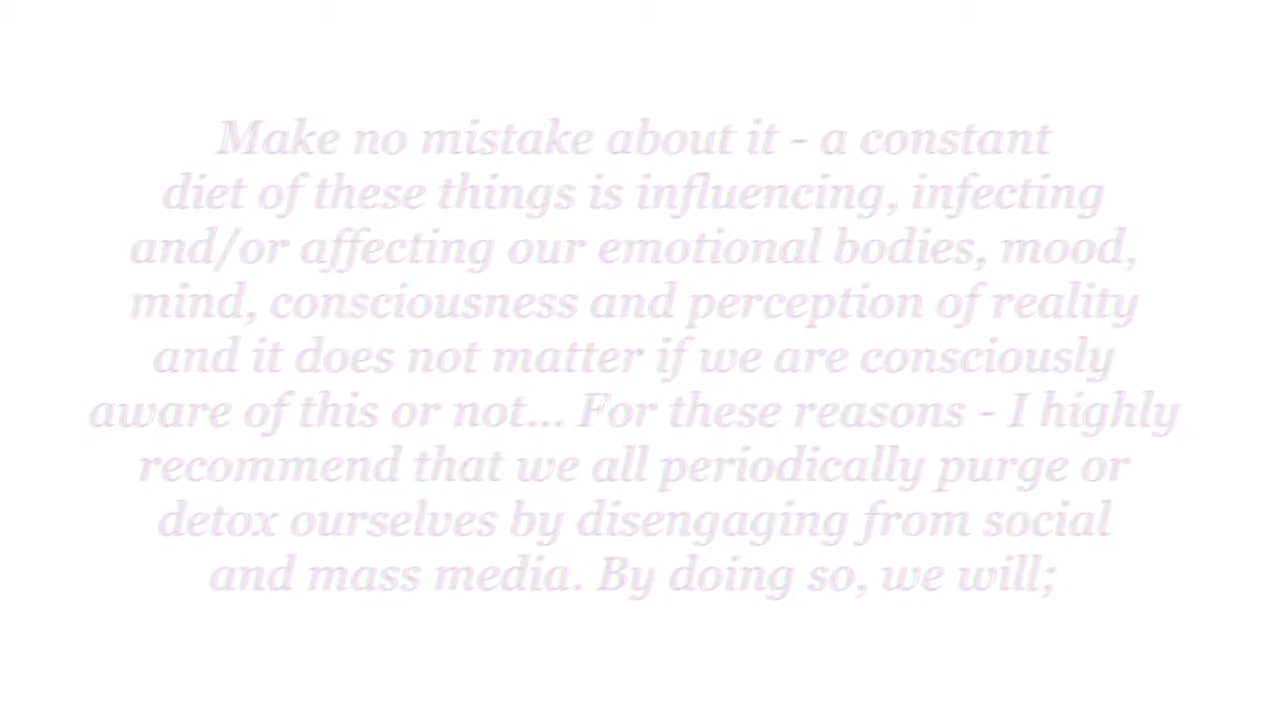 Make no mistake about it - a constant
diet of these things is influencing, infecting
and/or affecting our emotional bodies, mood,
mind, consciousness and perception of reality
and it does not matter if we are consciously
aware of this or not... For these reasons - I highly
recommend that we all periodically purge or
detox ourselves by disengaging from social
and mass media. By doing so, we will;